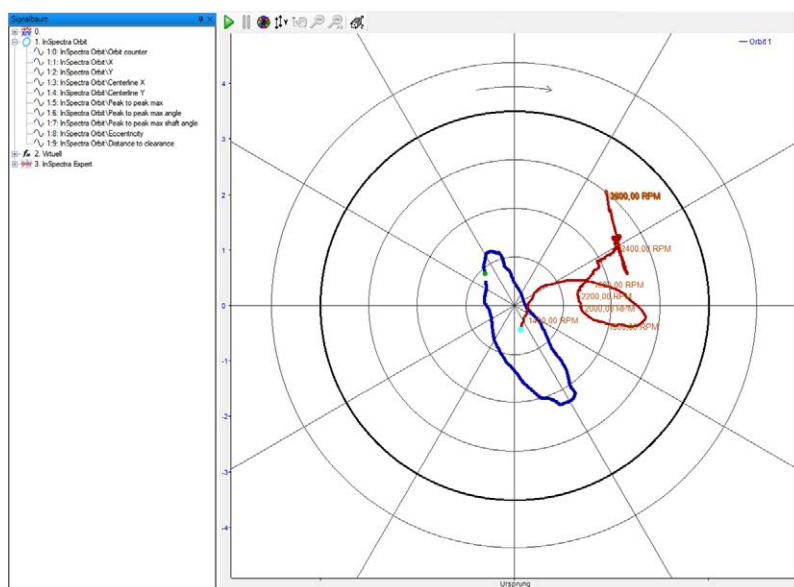 Signalbaum
0.
1. InSpectra Orbit
1:0: InSpectra Orbit\Orbit counter
1:1: InSpectra Orbit\X
1:2: InSpectra Orbit\Y
1:3: InSpectra Orbit\Centerline X
1:4: InSpectra Orbit\Centerline Y
1:5: InSpectra Orbit\Peak to peak max
1:6: InSpectra Orbit\Peak to peak max angle
1:7: InSpectra Orbit\Peak to peak max shaft angle
1:8: InSpectra Orbit\Eccentricity
1:9: InSpectra Orbit\Distance to clearance
2. Virtuell
3. InSpectra Expert
Orbit 1
4
3
2
1
0
-1
-2
-3
-4
2400,00 RPM
2200,00 RPM
2000,00 RPM
1400,00 RPM
Ursprung